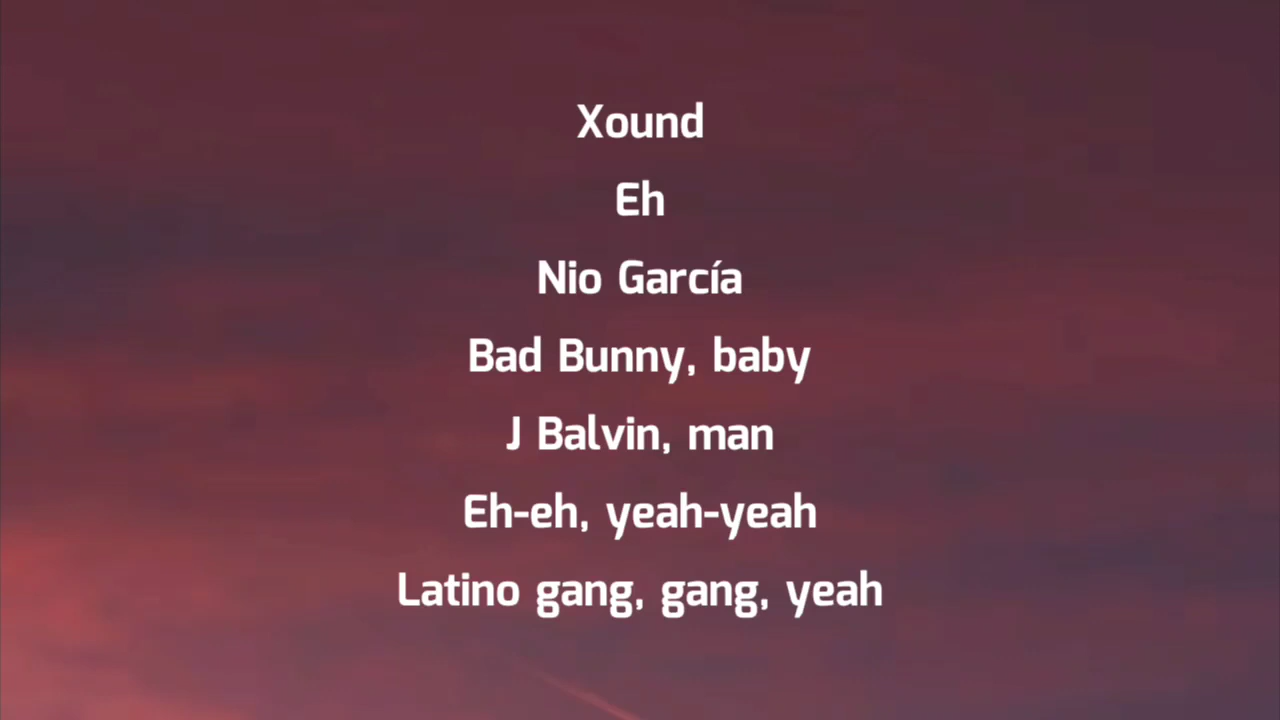 Xound
Eh
Nio García
Bad Bunny, baby
J Balvin, man
Eh-eh, yeah-yeah
Latino gang, gang, yeah